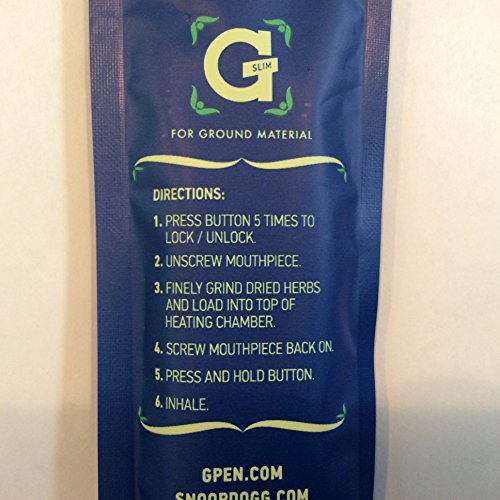 G
SLIM
FOR GROUND MATERIAL
DIRECTIONS:
1. PRESS BUTTON 5 TIMES TO
LOCK / UNLOCK.
2. UNSCREW MOUTHPIECE.
3. FINELY GRIND DRIED HERBS
AND LOAD INTO TOP OF
HEATING CHAMBER.
4. SCREW MOUTHPIECE BACK ON.
5. PRESS AND HOLD BUTTON.
6. INHALE.
GPEN.COM
SNOOPDOGG.COM